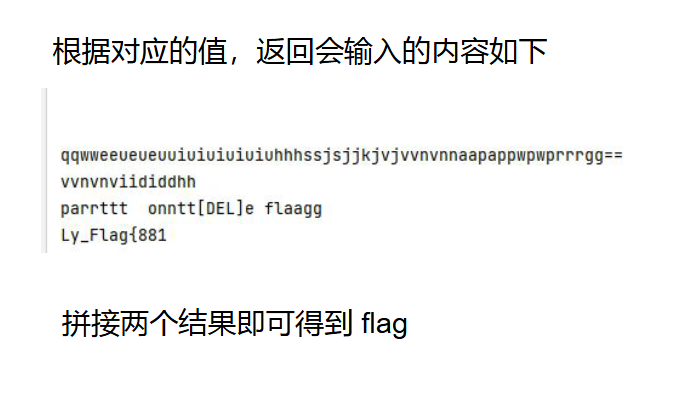 根据对应的值，返回会输入的内容如下
qqwweeueueuuiuiuiuiuiuhhhssjsjjkjvjvvnvnnaapappwpwprrrgg==
vvnvnviididdhh
parrttt  onntt[DEL]e flaagg
Ly_Flag{881
拼接两个结果即可得到 flag